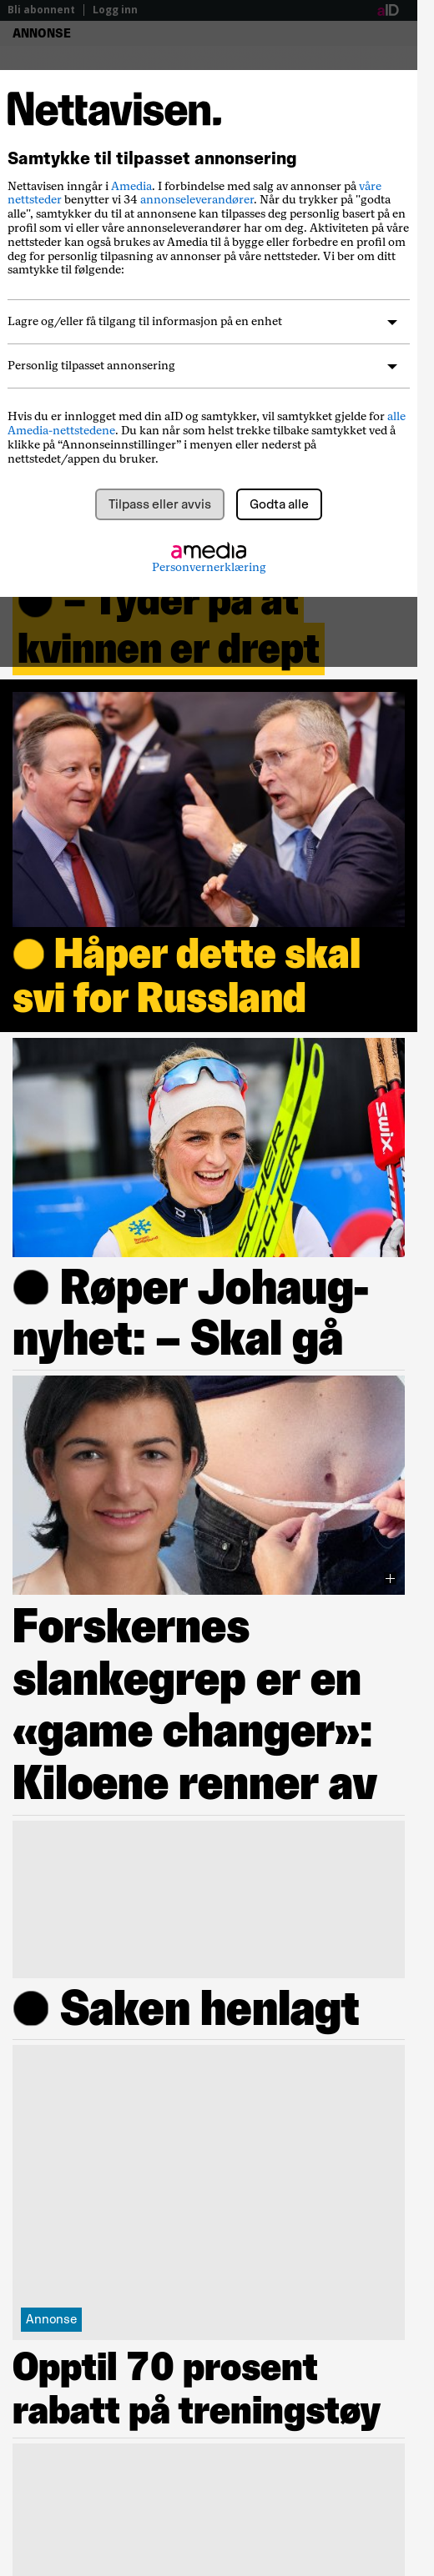 Bli abonnent | Logg inn
aID
ANNONSE
Nettavisen.
Samtykke til tilpasset annonsering
Nettavisen inngår i Amedia. I forbindelse med salg av annonser på våre
nettsteder benytter vi 34 annonseleverandører. Når du trykker på "godta
alle", samtykker du til at annonsene kan tilpasses deg personlig basert på en
profil som vi eller våre annonseleverandører har om deg. Aktiviteten på våre
nettsteder kan også brukes av Amedia til å bygge eller forbedre en profil om
deg for personlig tilpasning av annonser på våre nettsteder. Vi ber om ditt
samtykke til følgende:
Lagre og/eller få tilgang til informasjon på en enhet
Personlig tilpasset annonsering
Hvis du er innlogget med din aID og samtykker, vil samtykket gjelde for alle
Amedia-nettstedene. Du kan når som helst trekke tilbake samtykket ved å
klikke på “Annonseinnstillinger” i menyen eller nederst på
nettstedet/appen du bruker.
Tilpass eller avvis
Godta alle
amedia
Personvernerklæring
– Tyder på at
kvinnen er drept
Håper dette skal
svi for Russland
FISCHER
FISCHER
SWIX
Røper Johaug-
nyhet: – Skal gå
Forskernes
slankegrep er en
«game changer»:
Kiloene renner av
Saken henlagt
Annonse
Opptil 70 prosent
rabatt på treningstøy